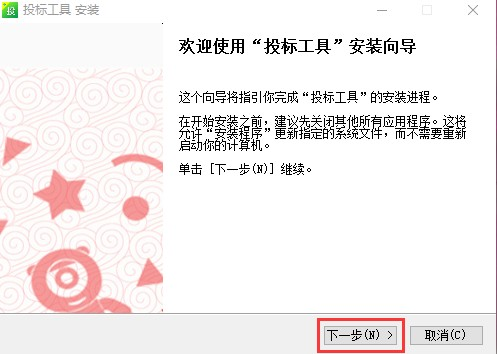 投 投标工具 安装
欢迎使用“投标工具”安装向导
这个向导将指引你完成“投标工具”的安装进程。
在开始安装之前，建议先关闭其他所有应用程序。这将
允许“安装程序”更新指定的系统文件，而不需要重新
启动你的计算机。
单击 [下一步(N)] 继续。
下一步(N) > 取消(C)